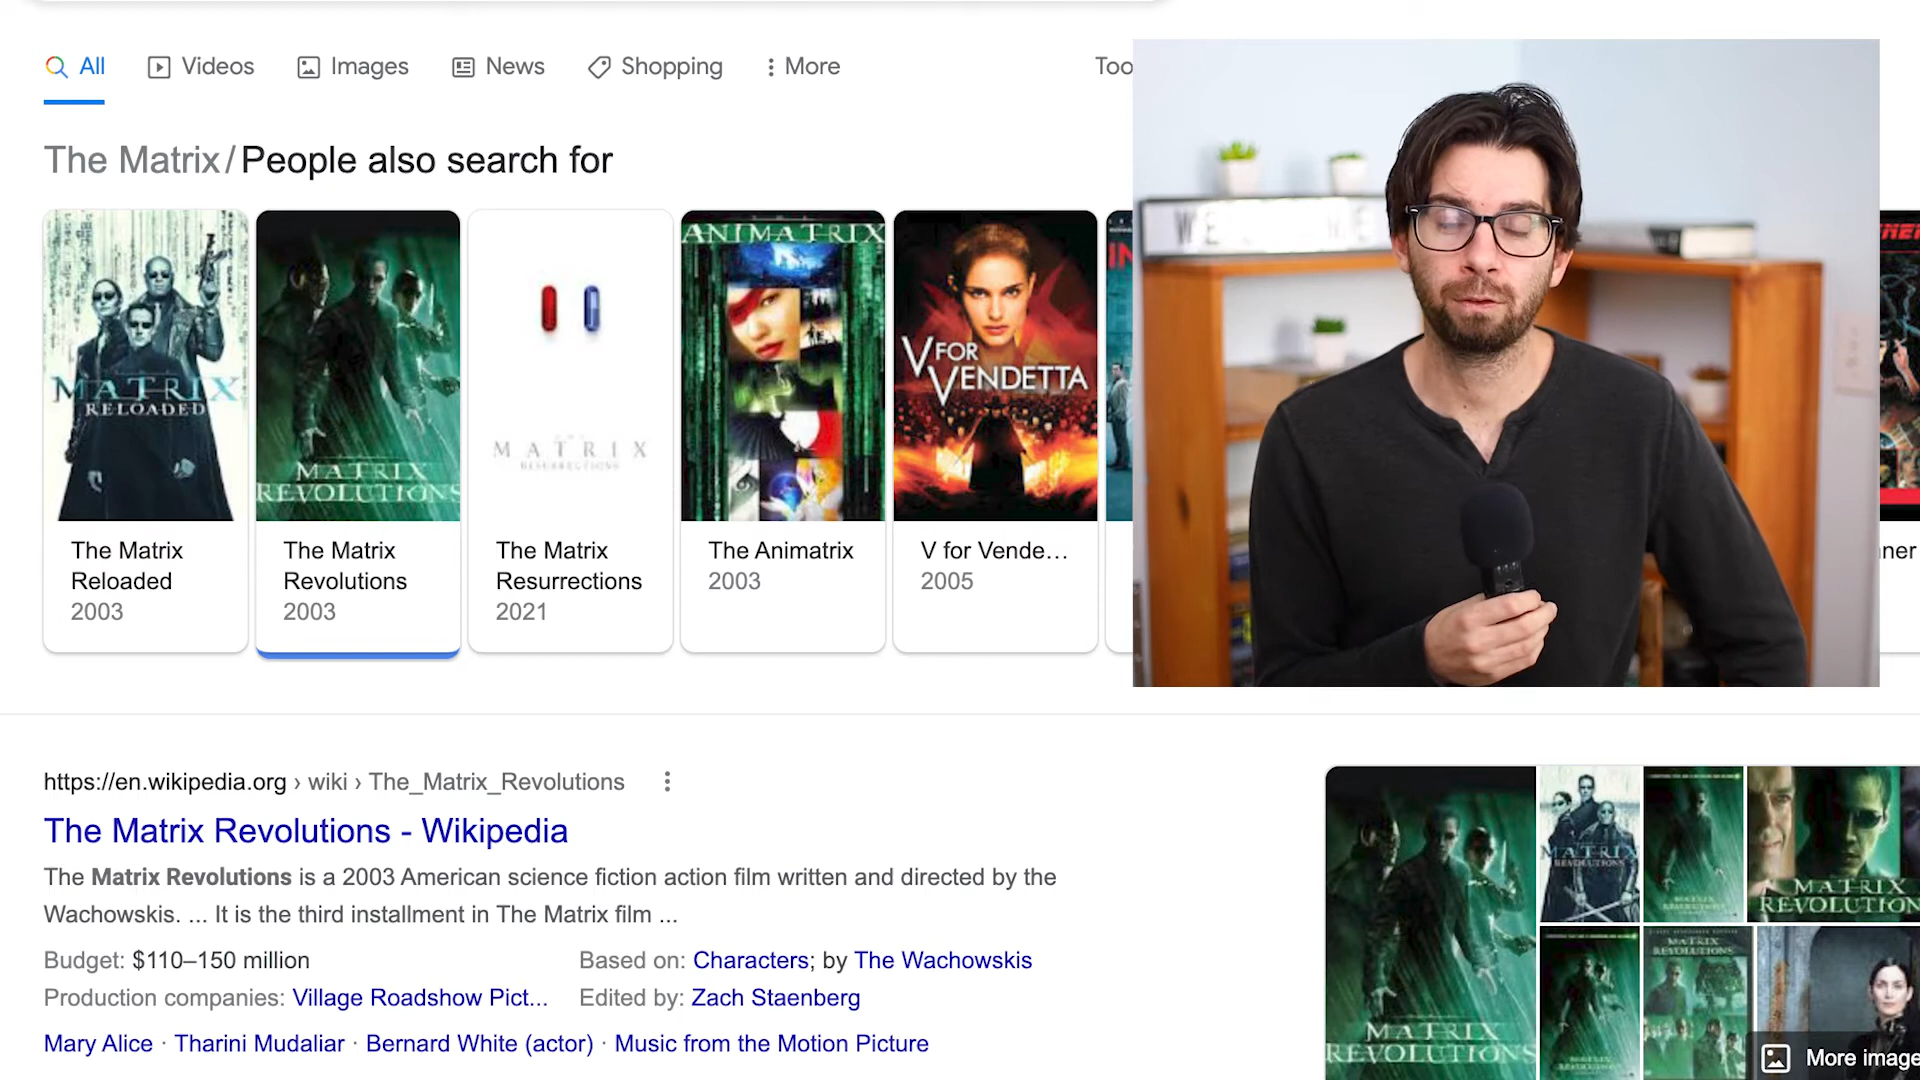 All Videos Images News Shopping More Too
The Matrix/People also search for
MATRIX
RELOADED
MATRIX
REVOLUTIONS
MATRIX
RESURRECTIONS
ANIMATRIX
V FOR
VENDETTA
The Matrix
Reloaded
2003
The Matrix
Revolutions
2003
The Matrix
Resurrections
2021
The Animatrix
2003
V for Vende...
2005
ner
https://en.wikipedia.org › wiki › The_Matrix_Revolutions
The Matrix Revolutions - Wikipedia
The Matrix Revolutions is a 2003 American science fiction action film written and directed by the
Wachowskis. ... It is the third installment in The Matrix film ...
Budget: $110–150 million
Based on: Characters; by The Wachowskis
Production companies: Village Roadshow Pict...
Edited by: Zach Staenberg
Mary Alice · Tharini Mudaliar · Bernard White (actor) · Music from the Motion Picture
MATRIX
REVOLUTIONS
MATRIX
REVOLUTIONS
MATRIX
REVOLUTION
MATRIX
REVOLUTIONS
More image